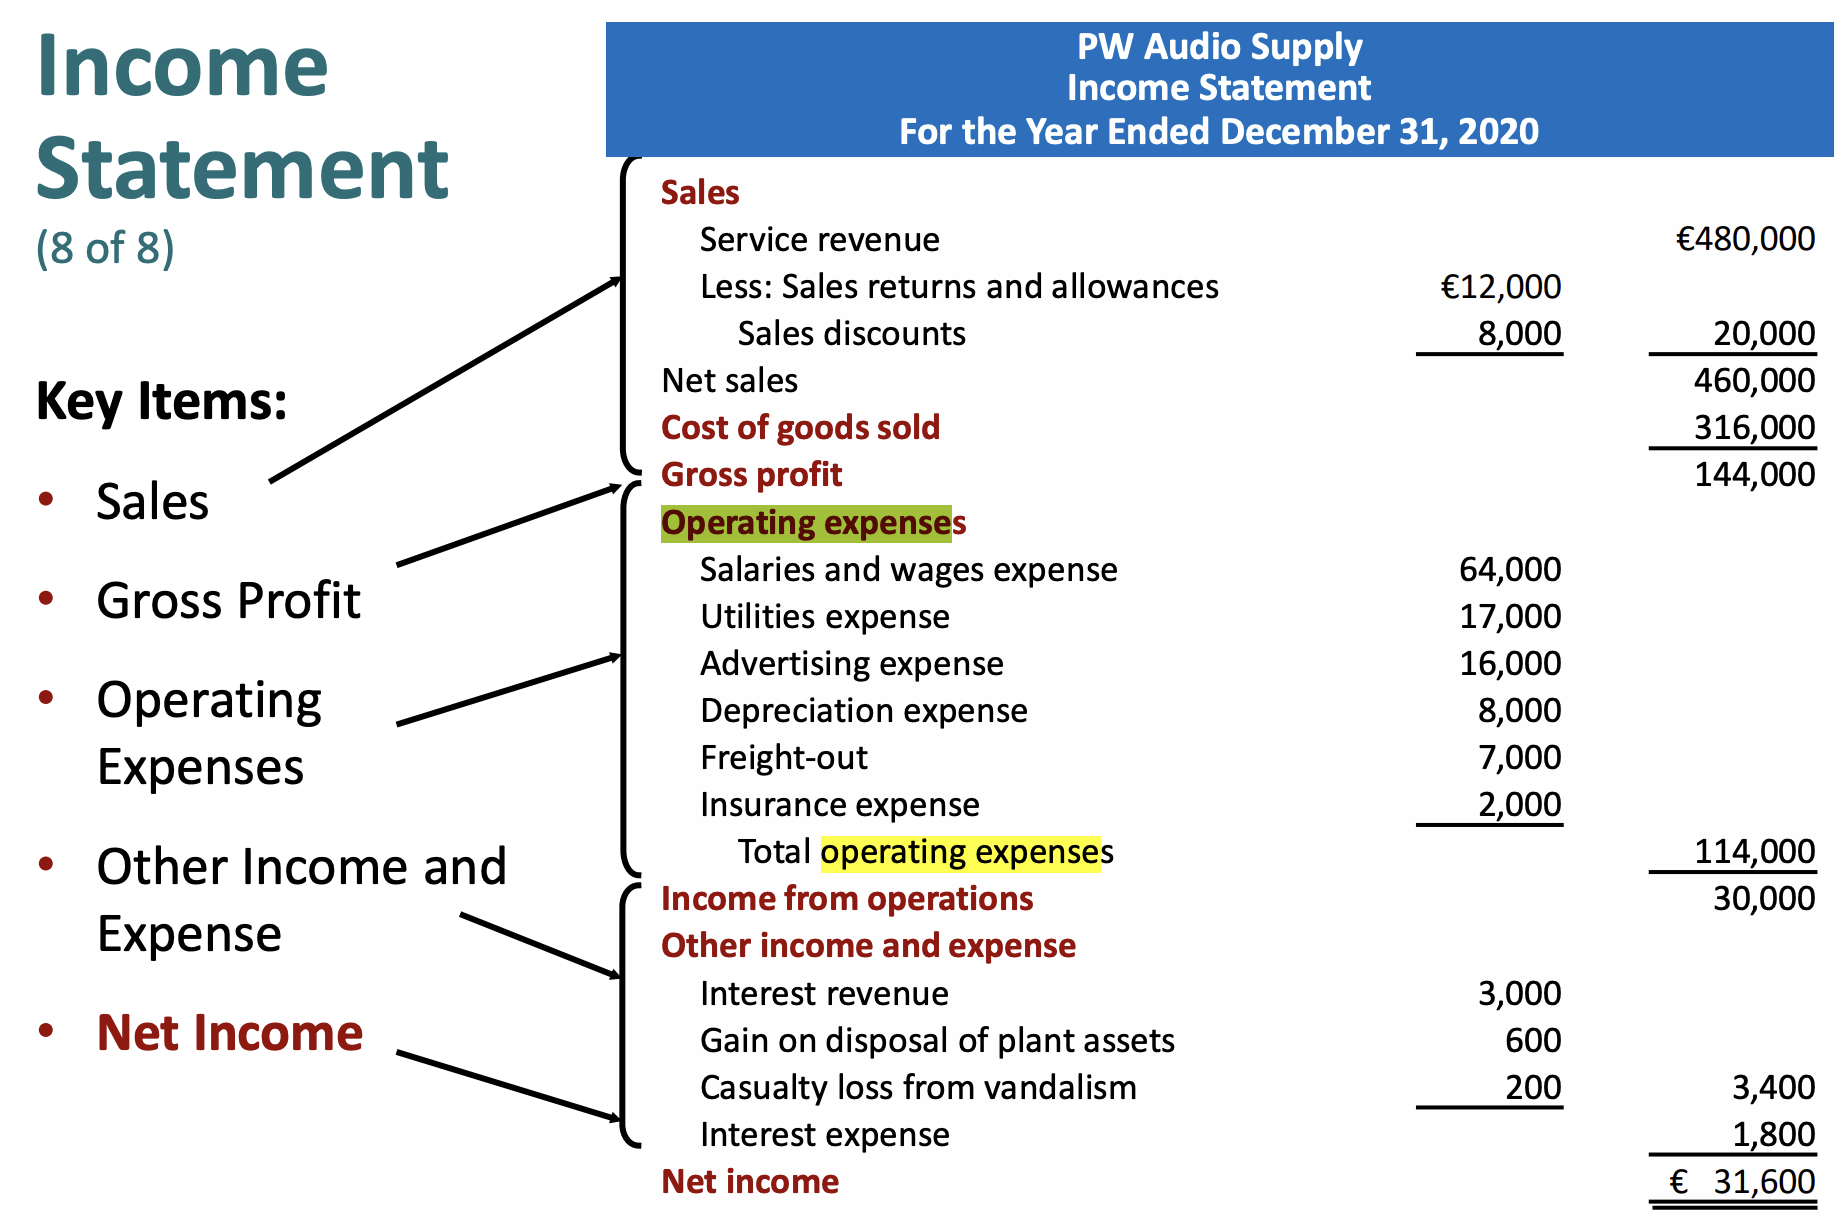 Income
Statement
(8 of 8)
Key Items:
• Sales
• Gross Profit
• Operating
Expenses
• Other Income and
Expense
• Net Income
PW Audio Supply
Income Statement
For the Year Ended December 31, 2020
Sales
Service revenue €480,000
Less: Sales returns and allowances €12,000
Sales discounts 8,000 20,000
Net sales 460,000
Cost of goods sold 316,000
Gross profit 144,000
Operating expenses
Salaries and wages expense 64,000
Utilities expense 17,000
Advertising expense 16,000
Depreciation expense 8,000
Freight-out 7,000
Insurance expense 2,000
Total operating expenses 114,000
Income from operations 30,000
Other income and expense
Interest revenue 3,000
Gain on disposal of plant assets 600
Casualty loss from vandalism 200 3,400
Interest expense 1,800
Net income € 31,600